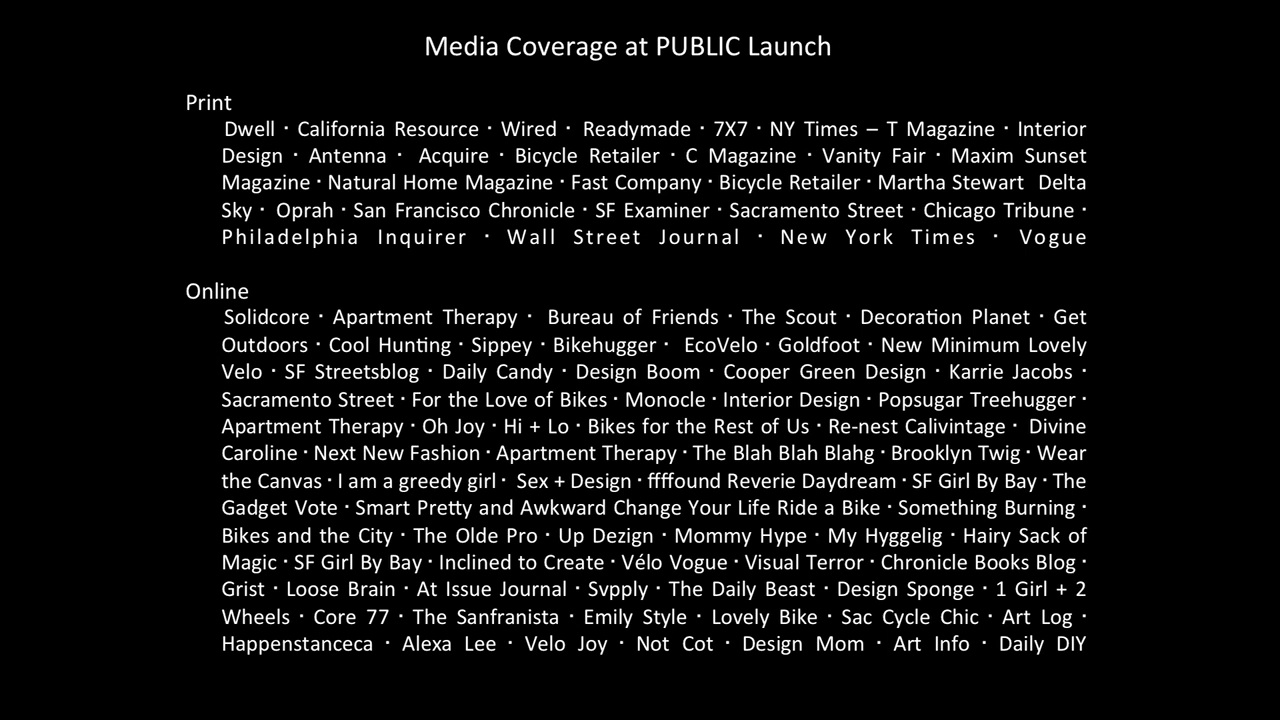 Media Coverage at PUBLIC Launch
Print
Dwell · California Resource · Wired · Readymade · 7X7 · NY Times – T Magazine · Interior
Design · Antenna · Acquire · Bicycle Retailer · C Magazine · Vanity Fair · Maxim Sunset
Magazine · Natural Home Magazine · Fast Company · Bicycle Retailer · Martha Stewart Delta
Sky · Oprah · San Francisco Chronicle · SF Examiner · Sacramento Street · Chicago Tribune ·
Philadelphia Inquirer · Wall Street Journal · New York Times · Vogue
Online
Solidcore · Apartment Therapy · Bureau of Friends · The Scout · Decoration Planet · Get
Outdoors · Cool Hunting · Sippey · Bikehugger · EcoVelo · Goldfoot · New Minimum Lovely
Velo · SF Streetsblog · Daily Candy · Design Boom · Cooper Green Design · Karrie Jacobs ·
Sacramento Street · For the Love of Bikes · Monocle · Interior Design · Popsugar Treehugger ·
Apartment Therapy · Oh Joy · Hi + Lo · Bikes for the Rest of Us · Re-nest Calivintage · Divine
Caroline · Next New Fashion · Apartment Therapy · The Blah Blah Blahg · Brooklyn Twig · Wear
the Canvas · I am a greedy girl · Sex + Design · ffffound Reverie Daydream · SF Girl By Bay · The
Gadget Vote · Smart Pretty and Awkward Change Your Life Ride a Bike · Something Burning ·
Bikes and the City · The Olde Pro · Up Dezign · Mommy Hype · My Hyggelig · Hairy Sack of
Magic · SF Girl By Bay · Inclined to Create · Vélo Vogue · Visual Terror · Chronicle Books Blog ·
Grist · Loose Brain · At Issue Journal · Svpply · The Daily Beast · Design Sponge · 1 Girl + 2
Wheels · Core 77 · The Sanfranista · Emily Style · Lovely Bike · Sac Cycle Chic · Art Log ·
Happenstanceca · Alexa Lee · Velo Joy · Not Cot · Design Mom · Art Info · Daily DIY